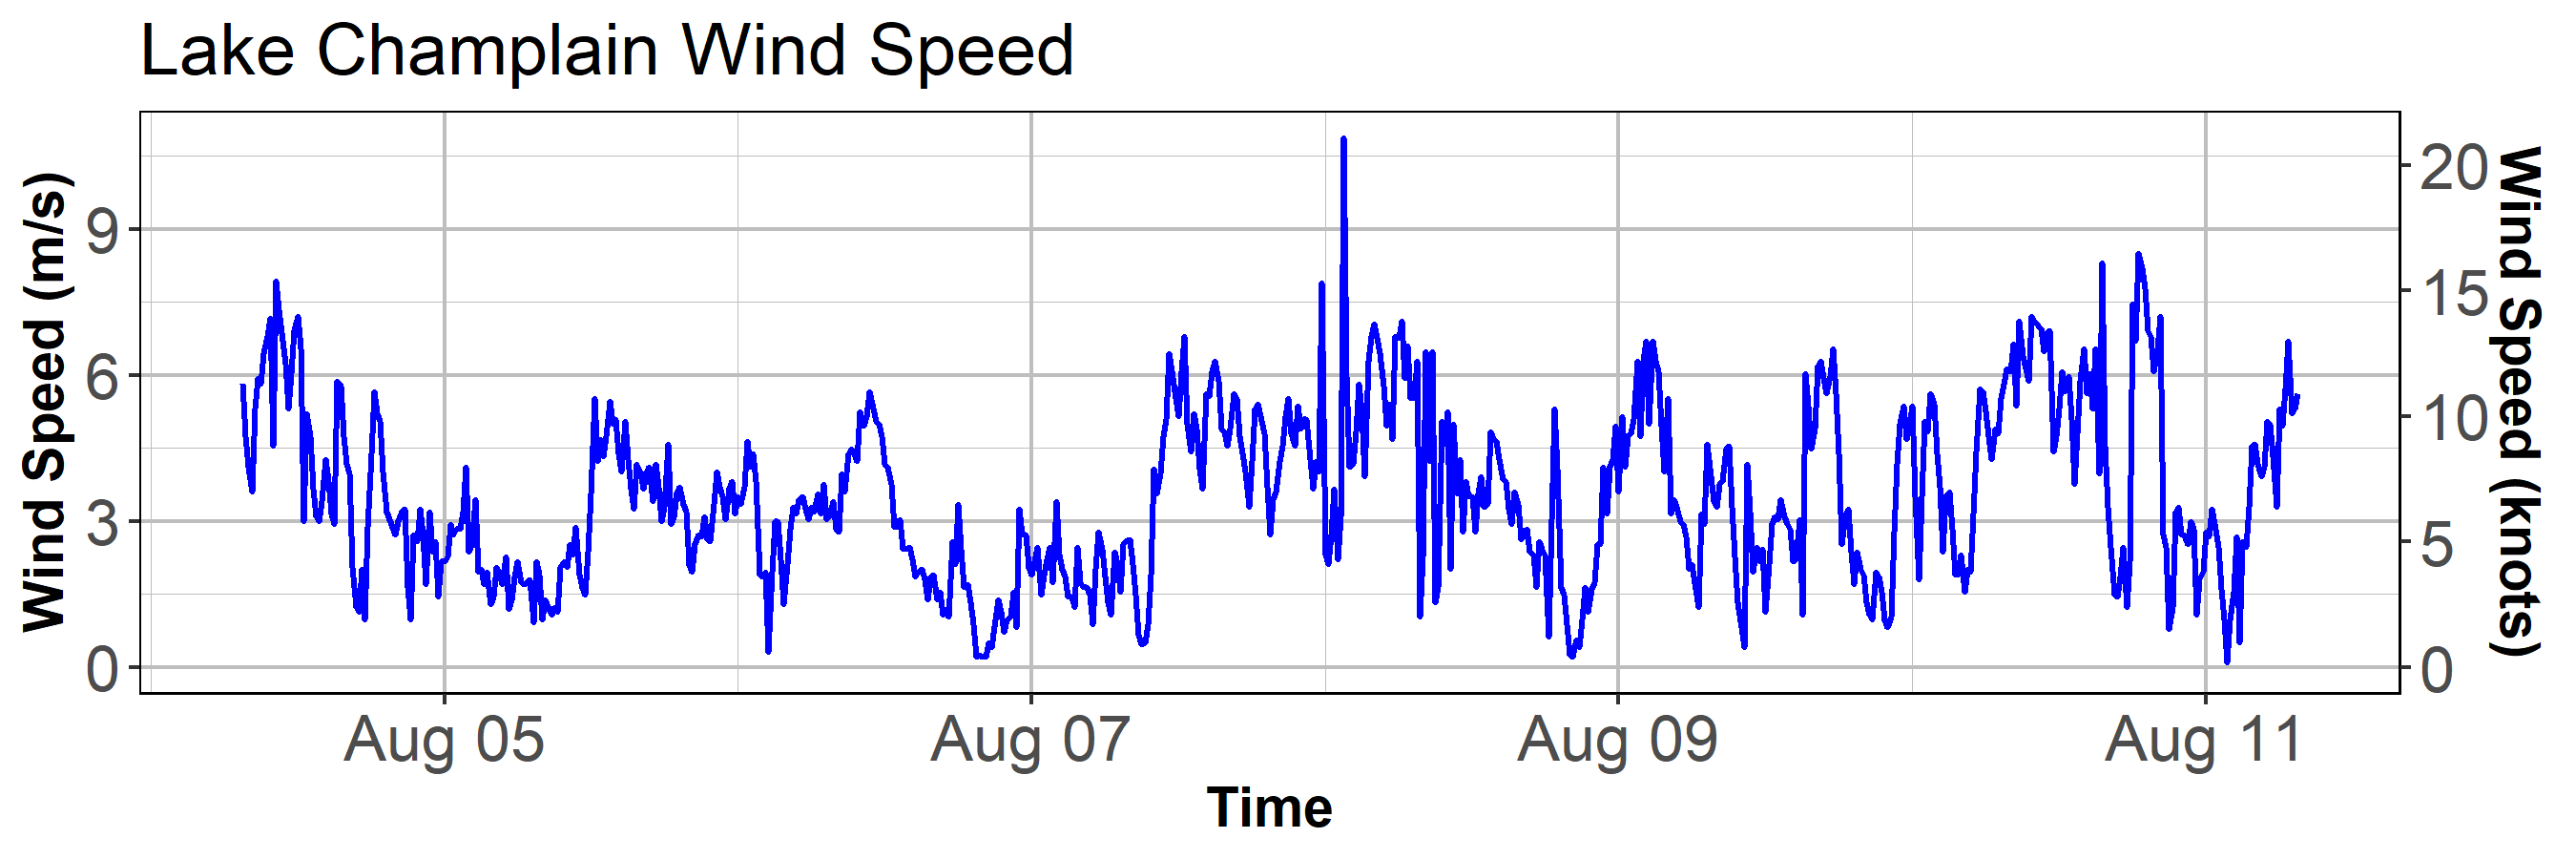 Lake Champlain Wind Speed
Wind Speed (m/s)
9
6
3
0
20
15
10
5
0
Wind Speed (knots)
Aug 05 Aug 07 Aug 09 Aug 11
Time